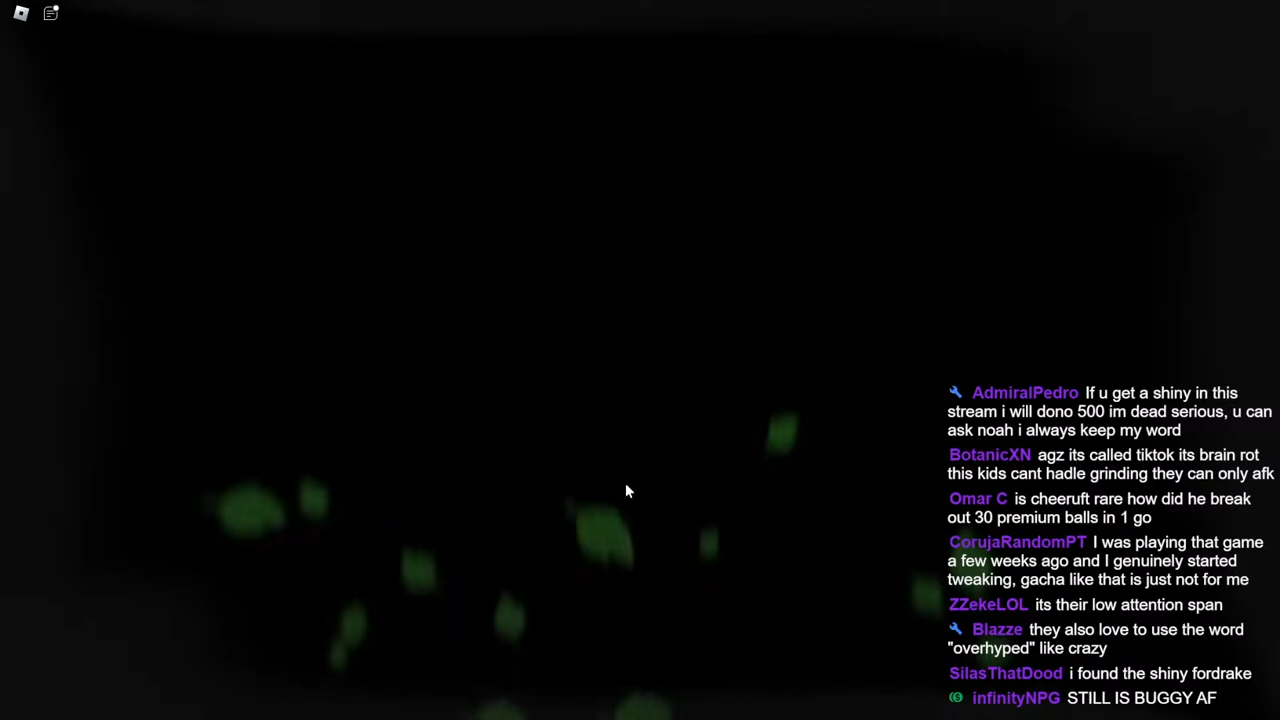 AdmiralPedro If u get a shiny in this
stream i will dono 500 im dead serious, u can
ask noah i always keep my word
BotanicXN agz its called tiktok its brain rot
this kids cant hadle grinding they can only afk
Omar C is cheeruft rare how did he break
out 30 premium balls in 1 go
CorujaRandomPT I was playing that game
a few weeks ago and I genuinely started
tweaking, gacha like that is just not for me
ZZekeLOL its their low attention span
Blazze they also love to use the word
"overhyped" like crazy
SilasThatDood i found the shiny fordrake
infinityNPG STILL IS BUGGY AF